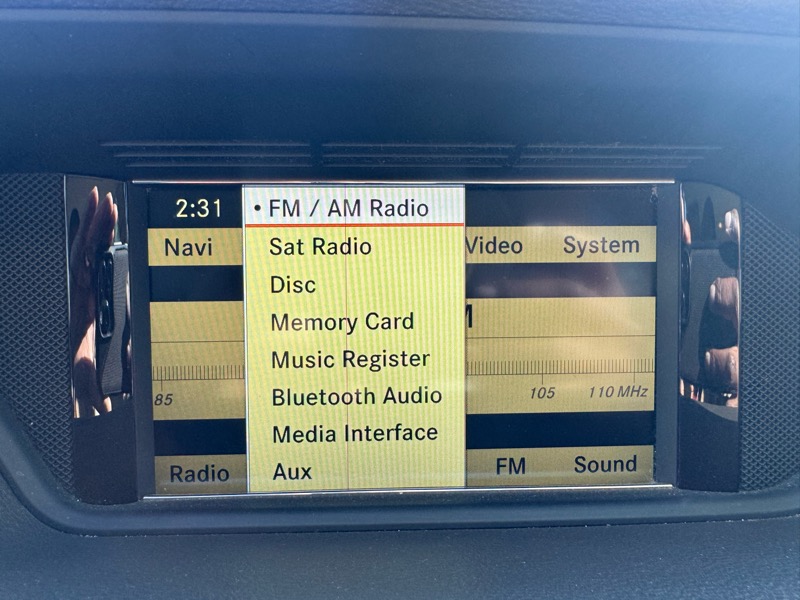 2:31
• FM / AM Radio
Navi
Video
System
Sat Radio
Disc
Memory Card
Music Register
Bluetooth Audio
Media Interface
Aux
85
105
110 MHz
Radio
FM
Sound